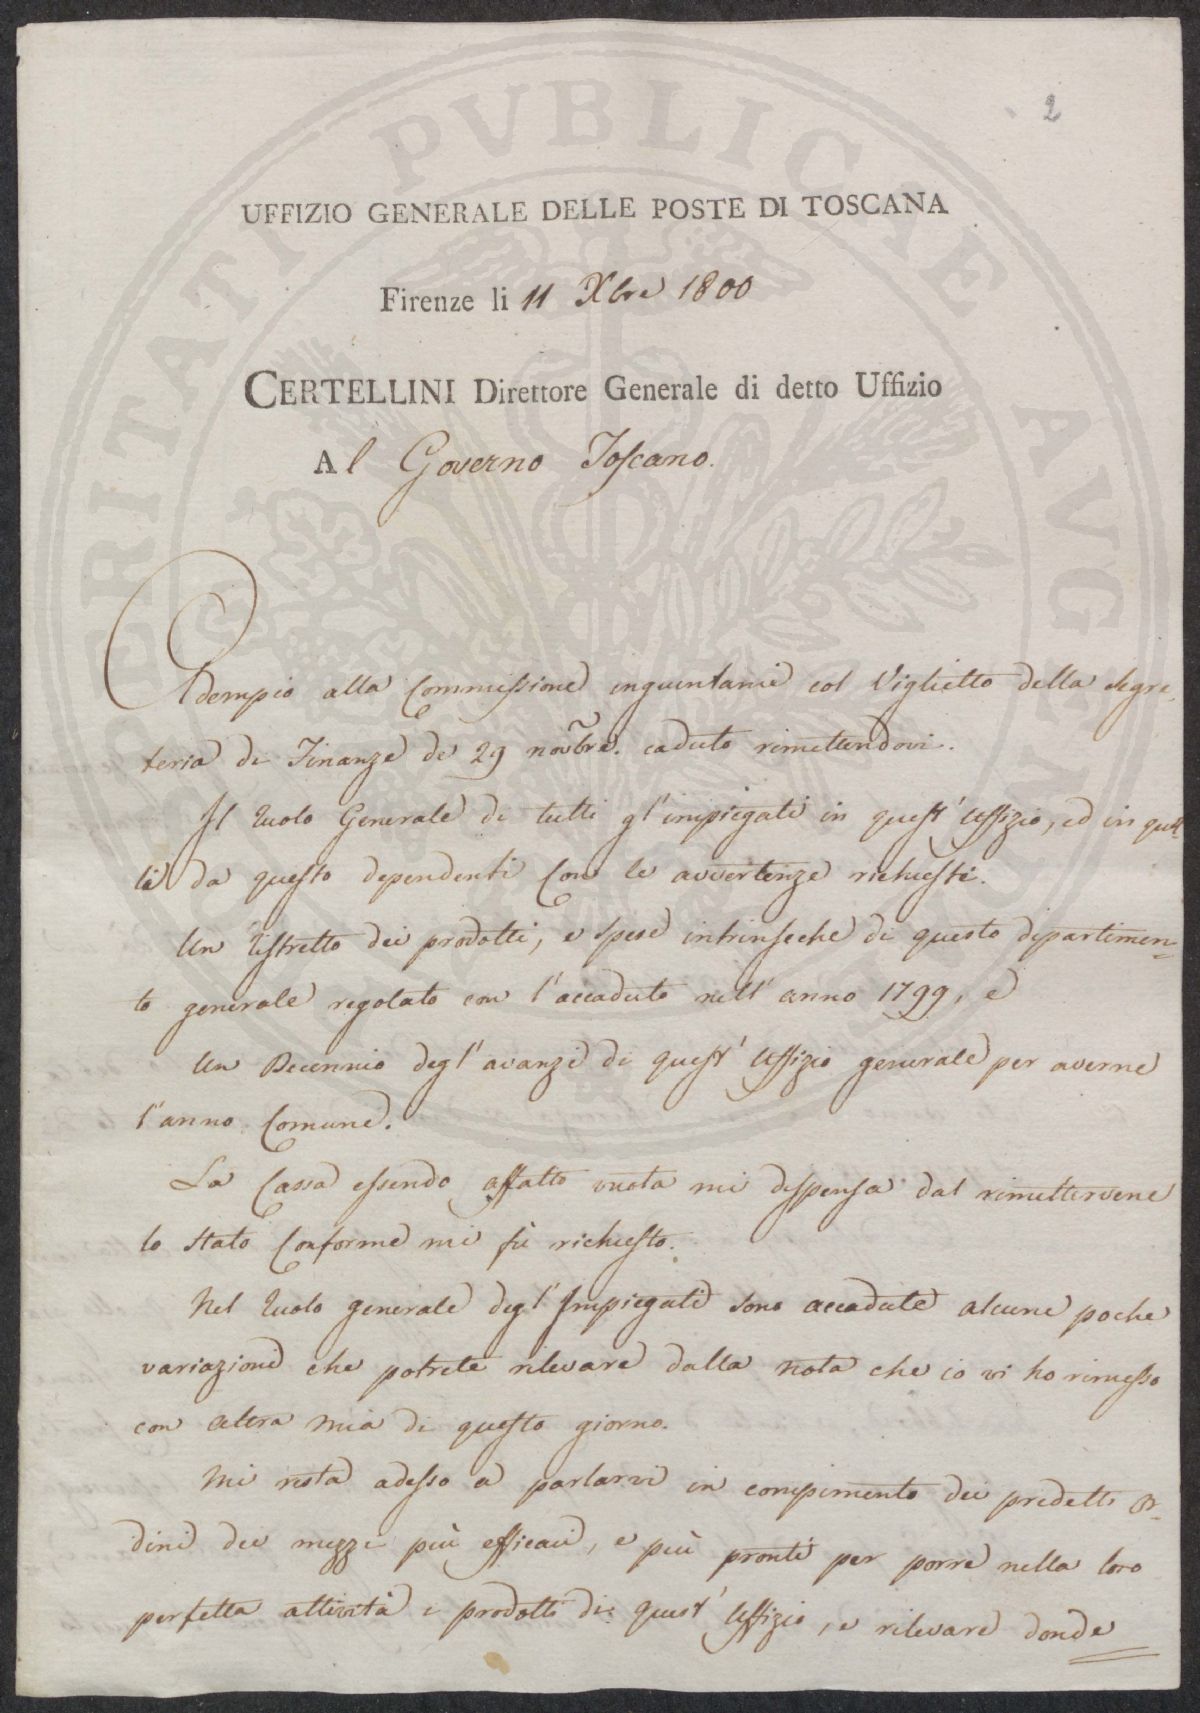 2
UFFIZIO GENERALE DELLE POSTE DI TOSCANA
Firenze li 11 Xbre 1800
CERTELLINI Direttore Generale di detto Uffizio
Al Governo Toscano.
Adempio alla Commissione ingiuntami col Viglietto della Segre-
teria di Finanze de 29 novbre. caduto rimettendovi.
Il Ruolo Generale di tutti gl'impiegati in quest'Uffizio, ed in quel-
li da questo dependenti con le avvertenze richieste.
Un ristretto dei prodotti, e spese intrinseche di questo dipartimen-
to generale regolato con l'accaduto nell'anno 1799, e
Un Decennio degl'avanzi di quest'Uffizio generale per averne
l'anno Comune.
La Cassa essendo affatto vuota mi dispensa dal rimettervene
lo stato Conforme mi fù richiesto.
Nel Ruolo generale degl'Impiegati sono accadute alcune poche
variazioni che potrete rilevare dalla nota che io vi ho rimesso
con altra mia di questo giorno.
Mi resta adesso a parlarvi in compimento dei predetti Or-
dini dei mezzi più efficaci, e più pronti per porre nella loro
perfetta attività i prodotti di quest'Uffizio, e rilevare donde
PVBLICAE
AVG